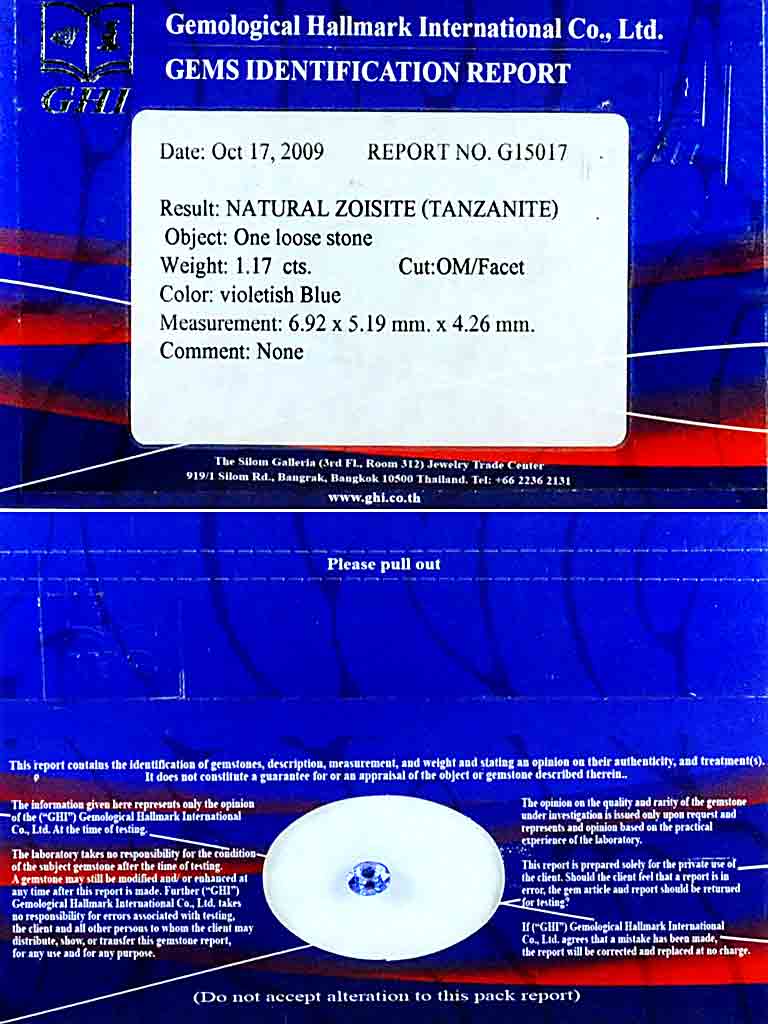 Gemological Hallmark International Co., Ltd.
GEMS IDENTIFICATION REPORT
GHI
Date: Oct 17, 2009 REPORT NO. G15017
Result: NATURAL ZOISITE (TANZANITE)
Object: One loose stone
Weight: 1.17 cts. Cut:OM/Facet
Color: violetish Blue
Measurement: 6.92 x 5.19 mm. x 4.26 mm.
Comment: None
The Silom Galleria (3rd Fl., Room 312) Jewelry Trade Center
919/1 Silom Rd., Bangrak, Bangkok 10500 Thailand. Tel: +66 2236 2131
www.ghi.co.th
Please pull out
This report contains the identification of gemstones, description, measurement, and weight and stating an opinion on their authenticity, and treatment(s).
It does not constitute a guarantee for or an appraisal of the object or gemstone described therein..
The information given here represents only the opinion
of the ("GHI") Gemological Hallmark International
Co., Ltd. At the time of testing.
The laboratory takes no responsibility for the condition
of the subject gemstone after the time of testing.
A gemstone may still be modified and/ or enhanced at
any time after this report is made. Further ("GHI")
Gemological Hallmark International Co., Ltd. takes
no responsibility for errors associated with testing,
the client and all other persons to whom the client may
distribute, show, or transfer this gemstone report,
for any use and for any purpose.
The opinion on the quality and rarity of the gemstone
under investigation is issued only upon request and
represents and opinion based on the practical
experience of the laboratory.
This report is prepared solely for the private use of
the client. Should the client feel that a report is in
error, the gem article and report should be returned
for testing?
If ("GHI") Gemological Hallmark International
Co., Ltd. agrees that a mistake has been made,
the report will be corrected and replaced at no charge.
(Do not accept alteration to this pack report)